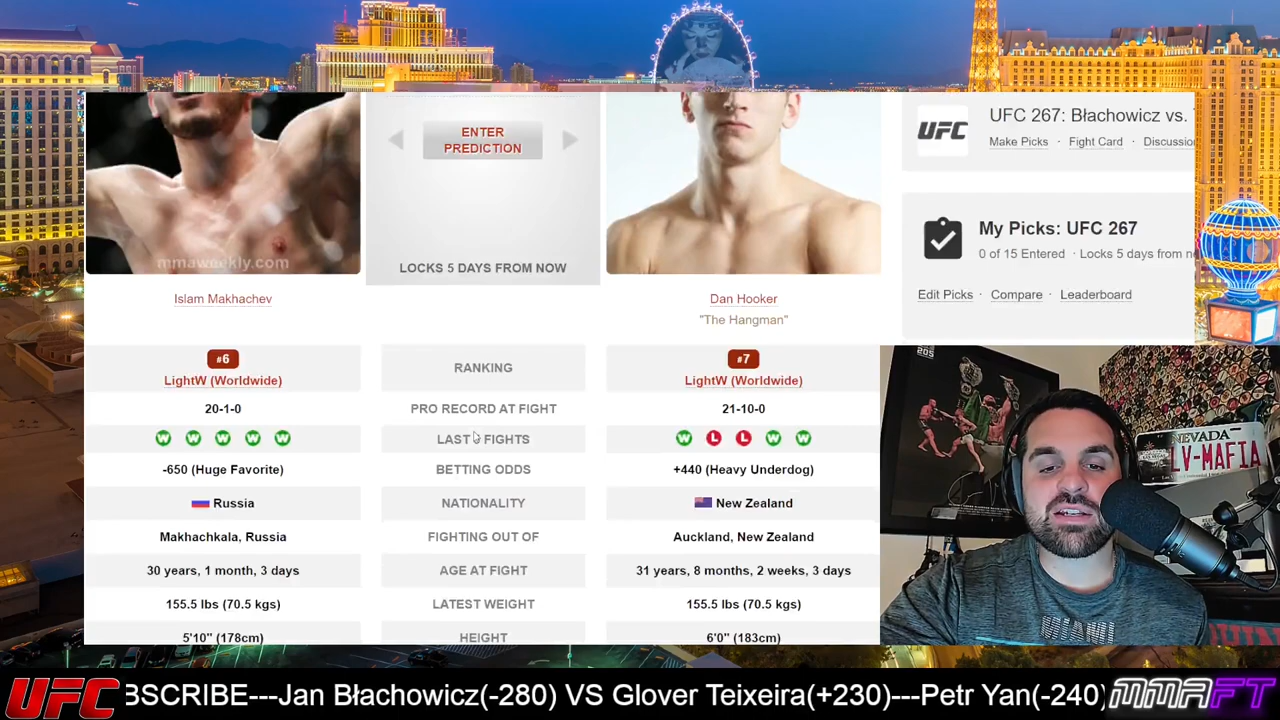 ENTER
PREDICTION
LOCKS 5 DAYS FROM NOW
mmaweekly.com
UFC
UFC 267: Błachowicz vs.
Make Picks · Fight Card · Discussion
My Picks: UFC 267
0 of 15 Entered · Locks 5 days from
Edit Picks · Compare · Leaderboard
Islam Makhachev
Dan Hooker
"The Hangman"
#6 RANKING #7
LightW (Worldwide) LightW (Worldwide)
20-1-0 PRO RECORD AT FIGHT 21-10-0
W W W W W LAST 5 FIGHTS W L L W W
-650 (Huge Favorite) BETTING ODDS +440 (Heavy Underdog)
Russia NATIONALITY New Zealand
Makhachkala, Russia FIGHTING OUT OF Auckland, New Zealand
30 years, 1 month, 3 days AGE AT FIGHT 31 years, 8 months, 2 weeks, 3 days
155.5 lbs (70.5 kgs) LATEST WEIGHT 155.5 lbs (70.5 kgs)
5'10" (178cm) HEIGHT 6'0" (183cm)
205
NEVADA
LV-MAFIA
MIAMI
UFC BSCRIBE---Jan Błachowicz(-280) VS Glover Teixeira(+230)---Petr Yan(-240) MMAFT